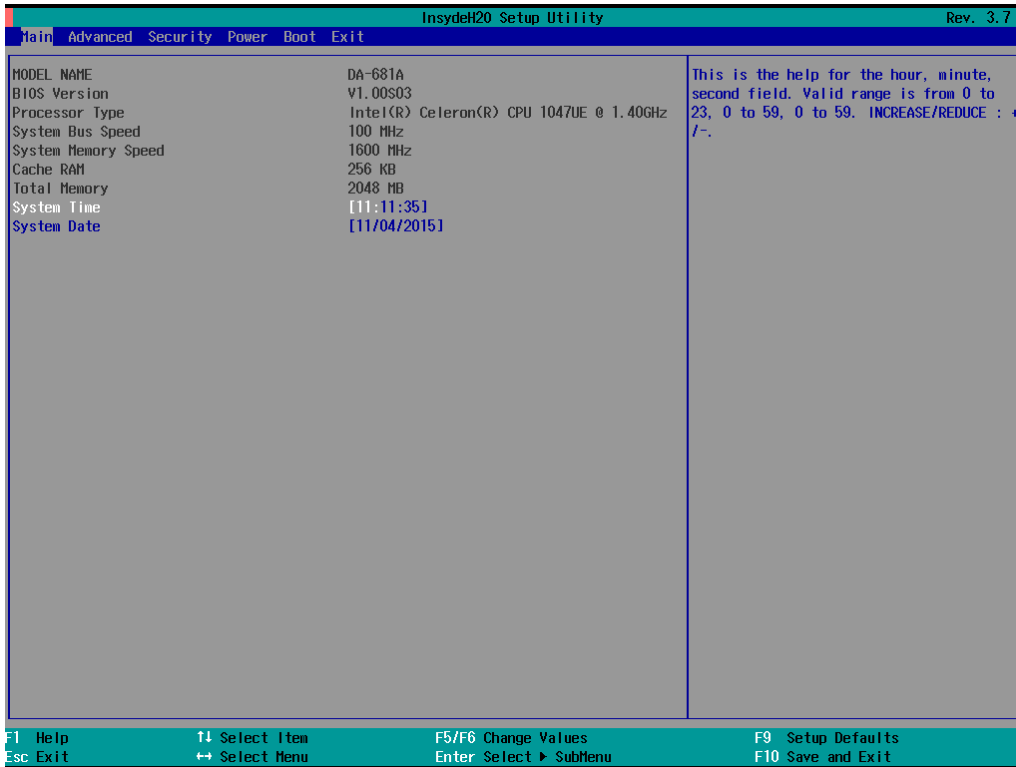 InsydeH20 Setup Utility Rev. 3.7
Main Advanced Security Power Boot Exit
MODEL NAME DA-681A
BIOS Version V1.00S03
Processor Type Intel(R) Celeron(R) CPU 1047UE @ 1.40GHz
System Bus Speed 100 MHz
System Memory Speed 1600 MHz
Cache RAM 256 KB
Total Memory 2048 MB
System Time [11:11:35]
System Date [11/04/2015]
This is the help for the hour, minute,
second field. Valid range is from 0 to
23, 0 to 59, 0 to 59. INCREASE/REDUCE : +
/-.
F1 Help ↑↓ Select Item F5/F6 Change Values F9 Setup Defaults
Esc Exit ↔ Select Menu Enter Select ▶ SubMenu F10 Save and Exit